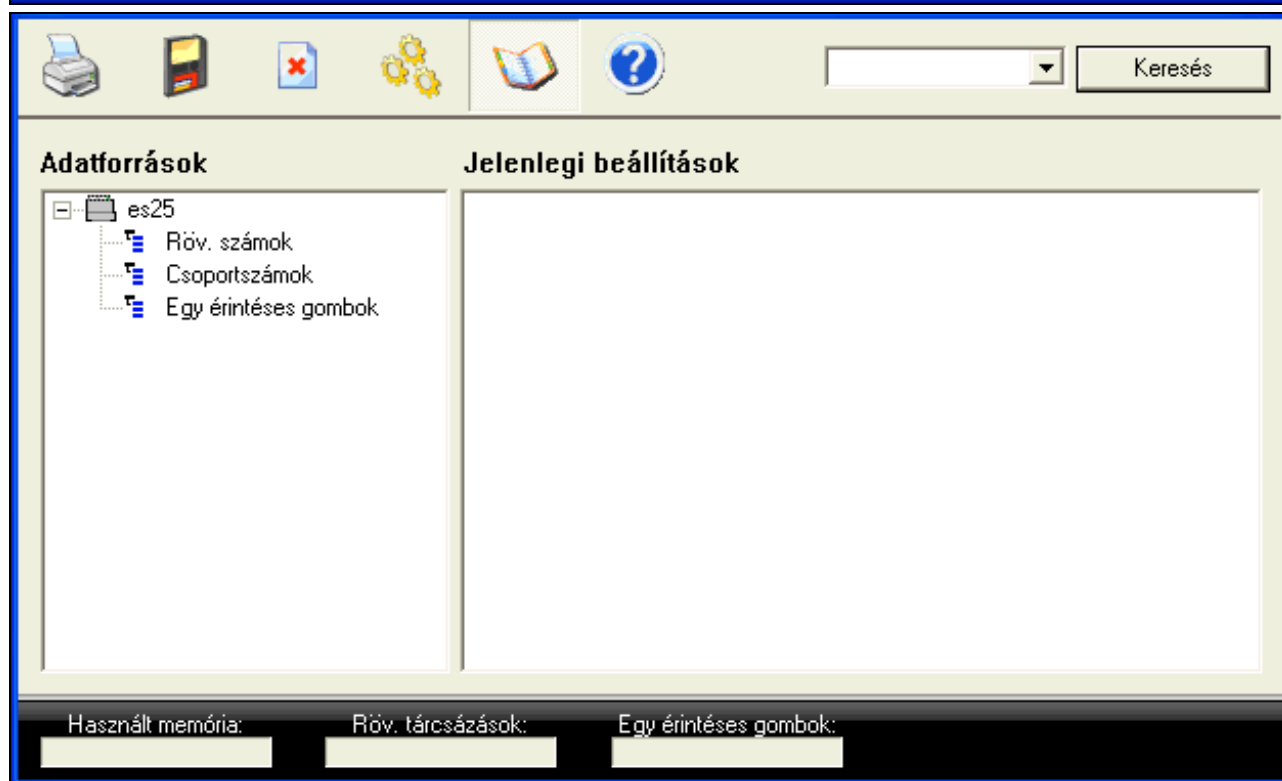 Keresés
Adatforrások
Jelenlegi beállítások
es25
Röv. számok
Csoportszámok
Egy érintéses gombok
Használt memória:
Röv. tárcsázások:
Egy érintéses gombok: